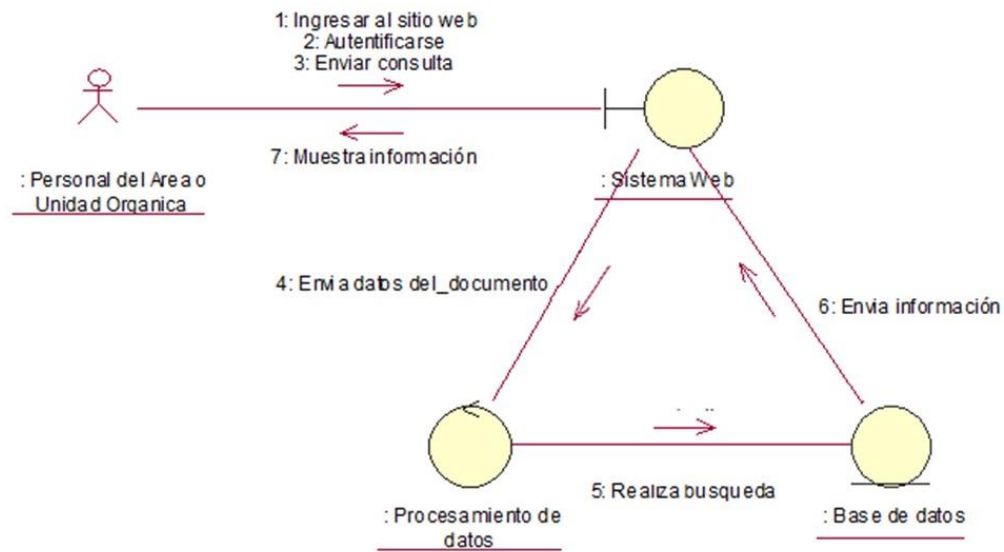 1: Ingresar al sitio web
2: Autentificarse
3: Enviar consulta
7: Muestra información
: Personal del Area o
Unidad Organica
: Sistema Web
4: Envia datos del_documento
6: Envia información
5: Realiza busqueda
: Procesamiento de
datos
: Base de datos